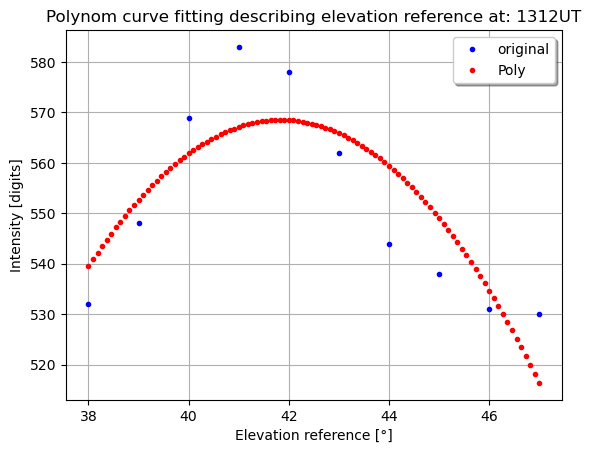 Polynom curve fitting describing elevation reference at: 1312UT
original
Poly
580
570
560
550
540
530
520
Intensity [digits]
38
40
42
44
46
Elevation reference [°]